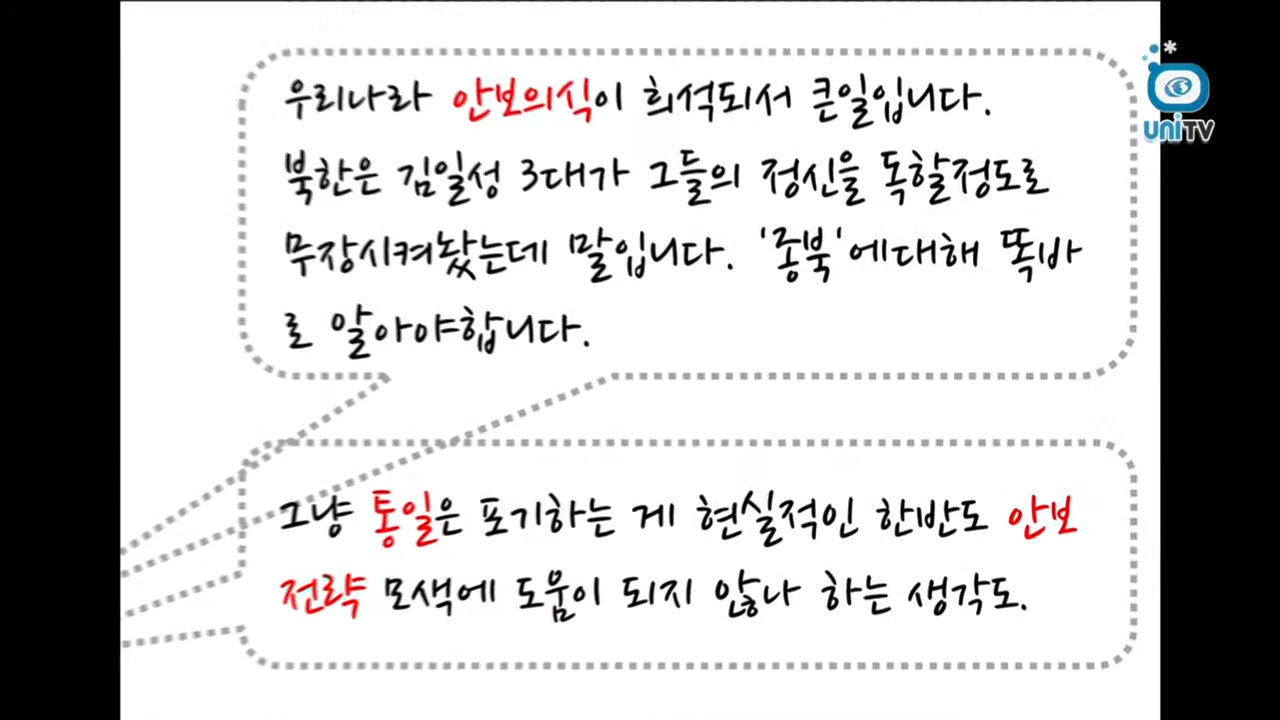 우리나라 안보의식이 희석되서 큰일입니다.
북한은 김일성 3대가 그들의 정신을 독할정도로
무장시켜놨는데 말입니다. '종북'에대해 똑바
로 알아야합니다.
그냥 통일은 포기하는 게 현실적인 한반도 안보
전략 모색에 도움이 되지 않나 하는 생각도.
uniTV